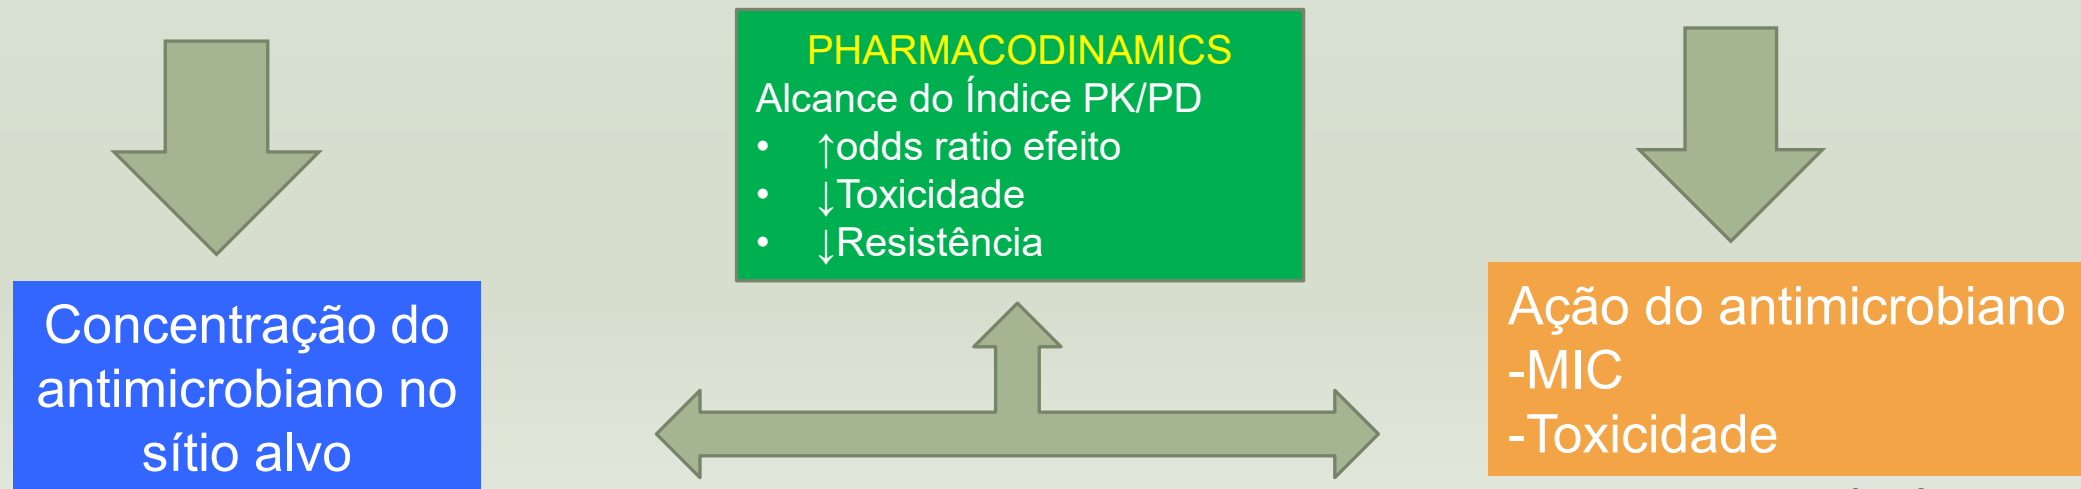 PHARMACODINAMICS
Alcance do Índice PK/PD
• ↑odds ratio efeito
• ↓Toxicidade
• ↓Resistência
Concentração do
antimicrobiano no
sítio alvo
Ação do antimicrobiano
-MIC
-Toxicidade